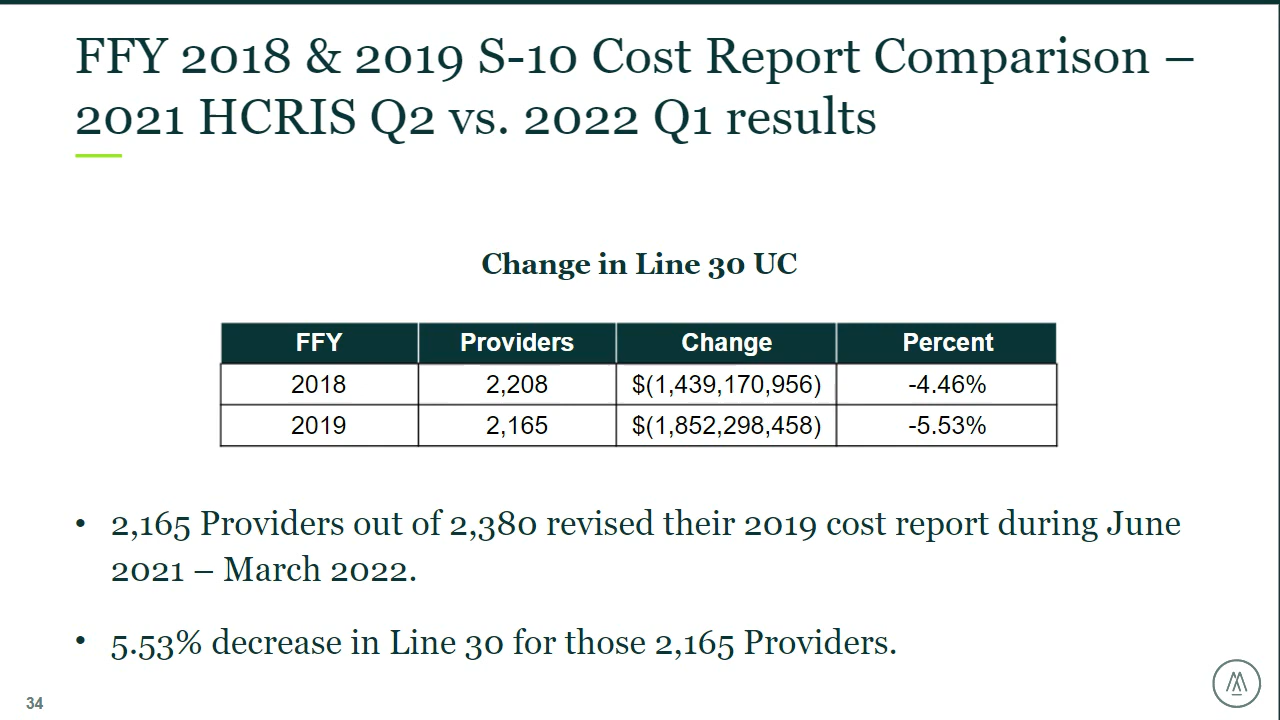 FFY 2018 & 2019 S-10 Cost Report Comparison –
2021 HCRIS Q2 vs. 2022 Q1 results
Change in Line 30 UC
FFY Providers Change Percent
2018 2,208 $(1,439,170,956) -4.46%
2019 2,165 $(1,852,298,458) -5.53%
• 2,165 Providers out of 2,380 revised their 2019 cost report during June
2021 – March 2022.
• 5.53% decrease in Line 30 for those 2,165 Providers.
34